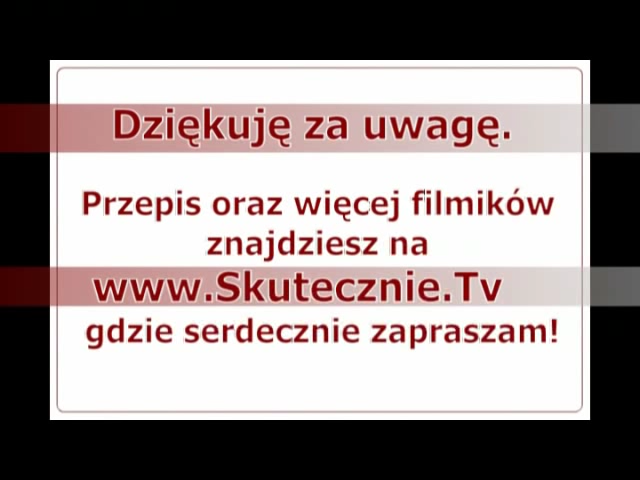 Dziękuję za uwagę.
Przepis oraz więcej filmików
znajdziesz na
www.Skutecznie.Tv
gdzie serdecznie zapraszam!